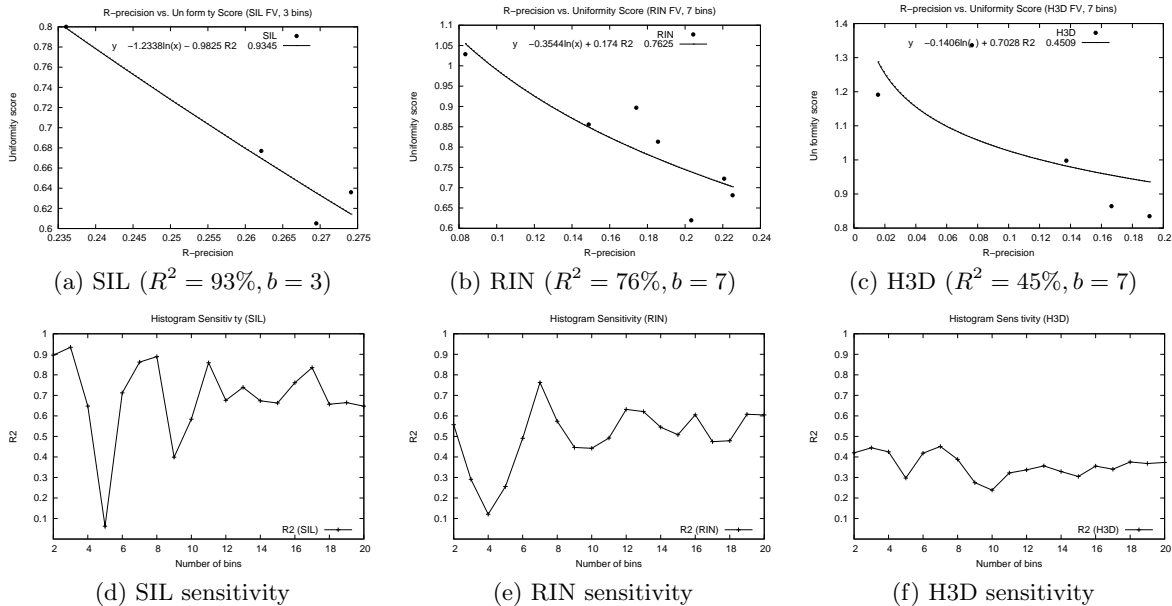 R-precision vs. Un form ty Score (SIL FV, 3 bins)
SIL
y -1.2338ln(x) - 0.9825 R2 0.9345
0.8
0.78
0.76
0.74
0.72
0.7
0.68
0.66
0.64
0.62
0.6
Uniformity score
0.235 0.24 0.245 0.25 0.255 0.26 0.265 0.27 0.275
R-precision
(a) SIL (R² = 93%, b = 3)
R-precision vs. Uniformity Score (RIN FV, 7 bins)
RIN
y -0.3544ln(x) + 0.174 R2 0.7625
1.1
1.05
1
0.95
0.9
0.85
0.8
0.75
0.7
0.65
0.6
Uniformity score
0.08 0.1 0.12 0.14 0.16 0.18 0.2 0.22 0.24
R-precision
(b) RIN (R² = 76%, b = 7)
R-precision vs. Uniformity Score (H3D FV, 7 bins)
H3D
y -0.1406ln( ) + 0.7028 R2 0.4509
1.4
1.3
1.2
1.1
1
0.9
0.8
Un formity score
0 0.02 0.04 0.06 0.08 0.1 0.12 0.14 0.16 0.18 0.2
R-precision
(c) H3D (R² = 45%, b = 7)
Histogram Sensitivi ty (SIL)
1
0.9
0.8
0.7
0.6
0.5
0.4
0.3
0.2
0.1
R2
R2 (SIL)
2 4 6 8 10 12 14 16 18 20
Number of bins
(d) SIL sensitivity
Histogram Sensitivity (RIN)
1
0.9
0.8
0.7
0.6
0.5
0.4
0.3
0.2
0.1
R2
R2 (RIN)
2 4 6 8 10 12 14 16 18 20
Number of bins
(e) RIN sensitivity
Histogram Sens tivity (H3D)
1
0.9
0.8
0.7
0.6
0.5
0.4
0.3
0.2
0.1
R2
R2 (H3D)
2 4 6 8 10 12 14 16 18 20
Number of bins
(f) H3D sensitivity